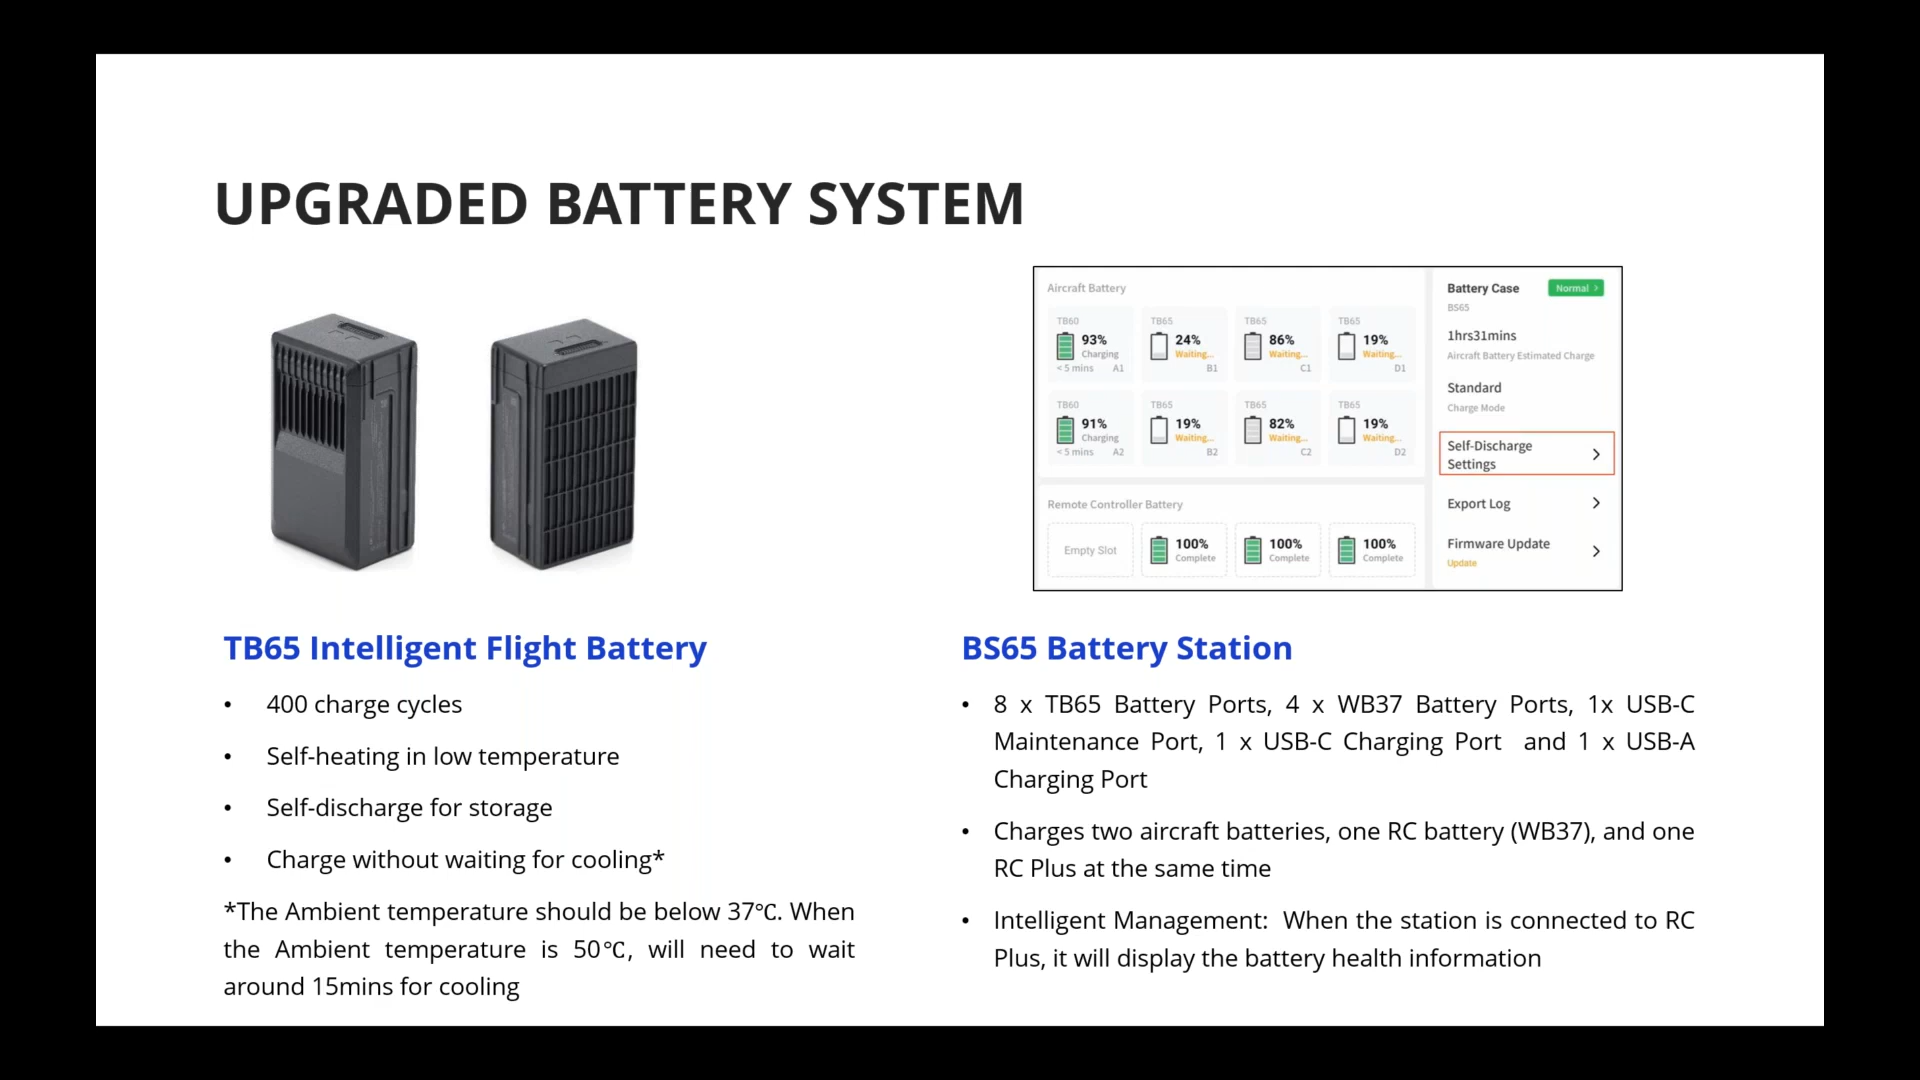 UPGRADED BATTERY SYSTEM
Aircraft Battery
TB60
93%
Charging
< 5 mins A1
TB65
24%
Waiting...
B1
TB65
86%
Waiting...
C1
TB65
19%
Waiting...
D1
TB60
91%
Charging
< 5 mins A2
TB65
19%
Waiting...
B2
TB65
82%
Waiting...
C2
TB65
19%
Waiting...
D2
Remote Controller Battery
Empty Slot
100%
Complete
100%
Complete
100%
Complete
Battery Case Normal >
BS65
1hrs31mins
Aircraft Battery Estimated Charge
Standard
Charge Mode
Self-Discharge
Settings
Export Log
Firmware Update
Update
TB65 Intelligent Flight Battery
• 400 charge cycles
• Self-heating in low temperature
• Self-discharge for storage
• Charge without waiting for cooling*
*The Ambient temperature should be below 37℃. When
the Ambient temperature is 50℃, will need to wait
around 15mins for cooling
BS65 Battery Station
• 8 x TB65 Battery Ports, 4 x WB37 Battery Ports, 1x USB-C
Maintenance Port, 1 x USB-C Charging Port and 1 x USB-A
Charging Port
• Charges two aircraft batteries, one RC battery (WB37), and one
RC Plus at the same time
• Intelligent Management: When the station is connected to RC
Plus, it will display the battery health information